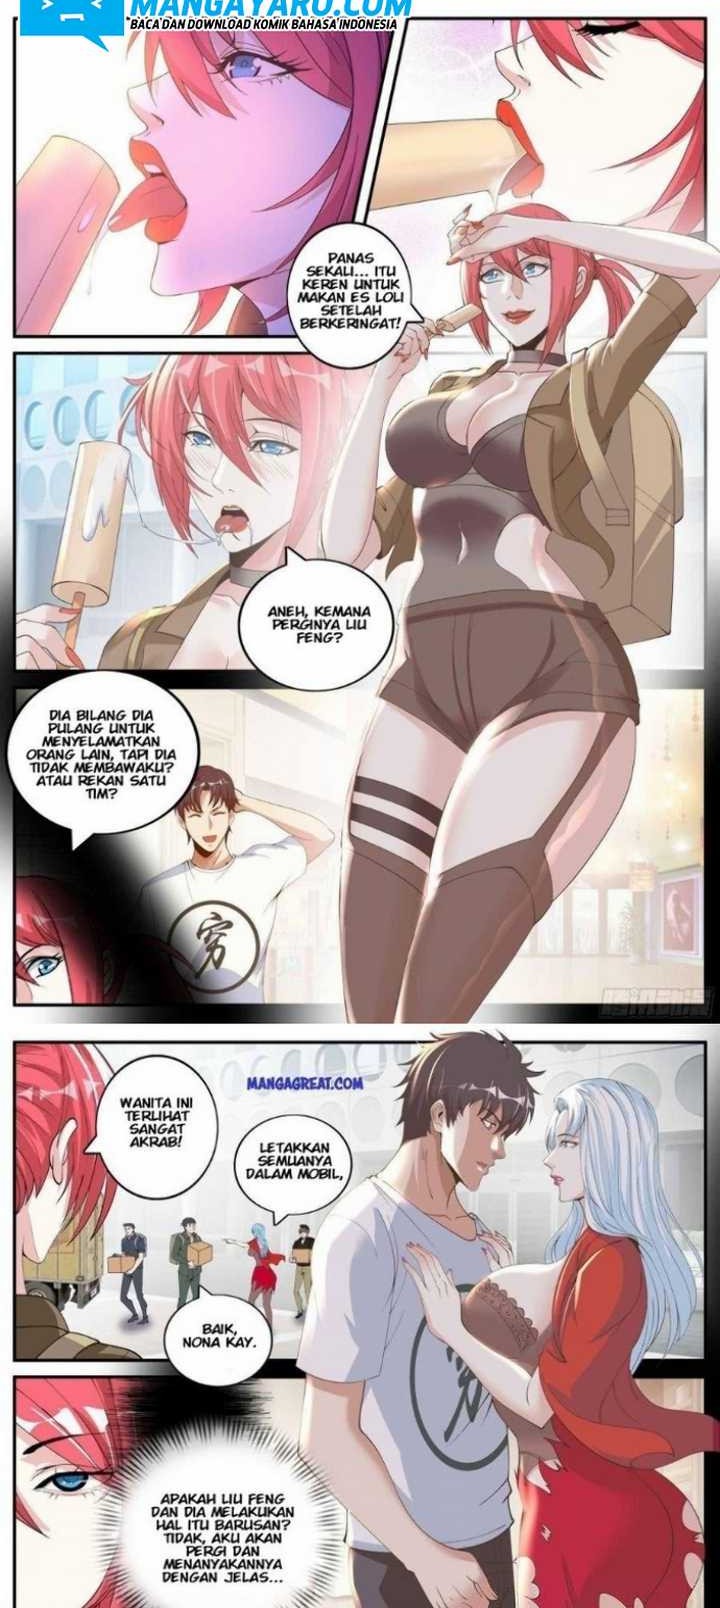 MANGAYARU.COM
BACA DAN DOWNLOAD KOMIK BAHASA INDONESIA
PANAS
SEKALI... ITU
KEREN UNTUK
MAKAN ES LOLI
SETELAH
BERKERINGAT!
ANEH, KEMANA
PERGINYA LIU
FENG?
DIA BILANG DIA
PULANG UNTUK
MENYELAMATKAN
ORANG LAIN, TAPI DIA
TIDAK MEMBAWAKU?
ATAU REKAN SATU
TIM?
穷
MANGAGREAT.COM
WANITA INI
TERLIHAT
SANGAT
AKRAB!
LETAKKAN
SEMUANYA
DALAM MOBIL,
BAIK,
NONA KAY.
穷
APAKAH LIU FENG
DAN DIA MELAKUKAN
HAL ITU BARUSAN?
TIDAK, AKU AKAN
PERGI DAN
MENANYAKANNYA
DENGAN JELAS...